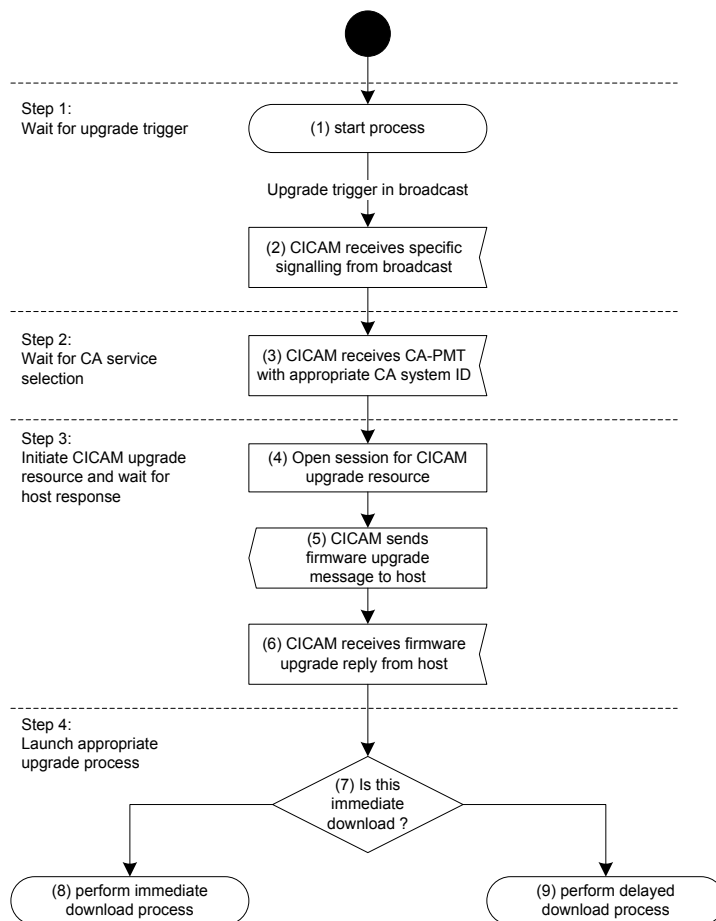 Step 1:
Wait for upgrade trigger
(1) start process
Upgrade trigger in broadcast
(2) CICAM receives specific
signalling from broadcast
Step 2:
Wait for CA service
selection
(3) CICAM receives CA-PMT
with appropriate CA system ID
Step 3:
Initiate CICAM upgrade
resource and wait for
host response
(4) Open session for CICAM
upgrade resource
(5) CICAM sends
firmware upgrade
message to host
(6) CICAM receives firmware
upgrade reply from host
Step 4:
Launch appropriate
upgrade process
(7) Is this
immediate
download ?
(8) perform immediate
download process
(9) perform delayed
download process